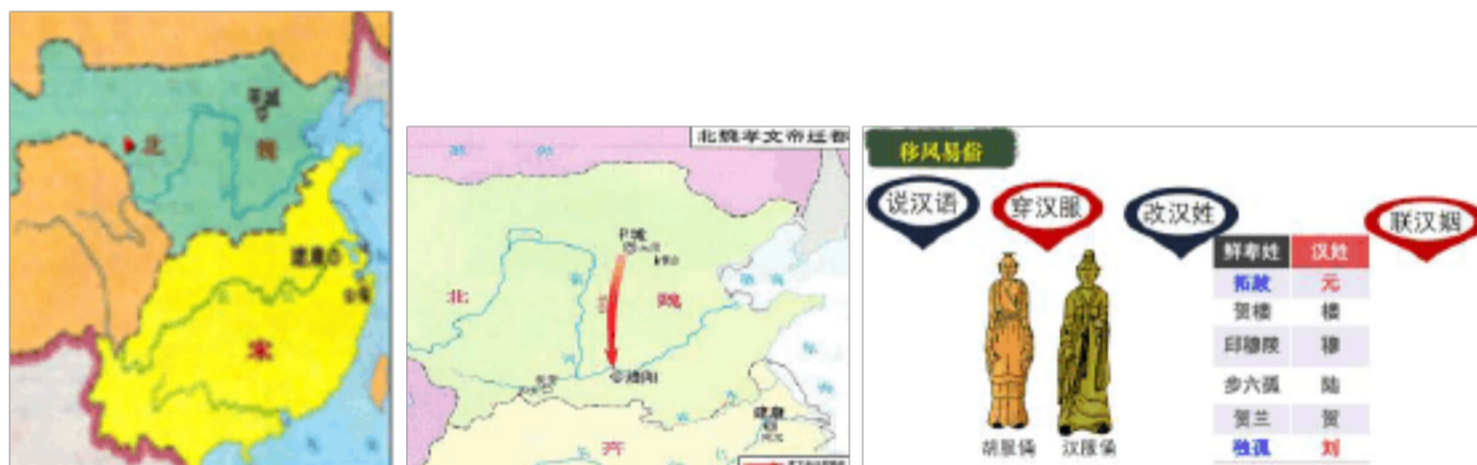 平城
北
魏
建康
宋
北魏孝文帝迁都
平城
北
魏
洛阳
建康
齐
移风易俗
说汉语
穿汉服
改汉姓
联汉姻
鲜卑姓 汉姓
拓跋 元
贺楼 楼
邱穆陵 穆
步六孤 陆
贺兰 贺
独孤 刘
胡服俑 汉服俑